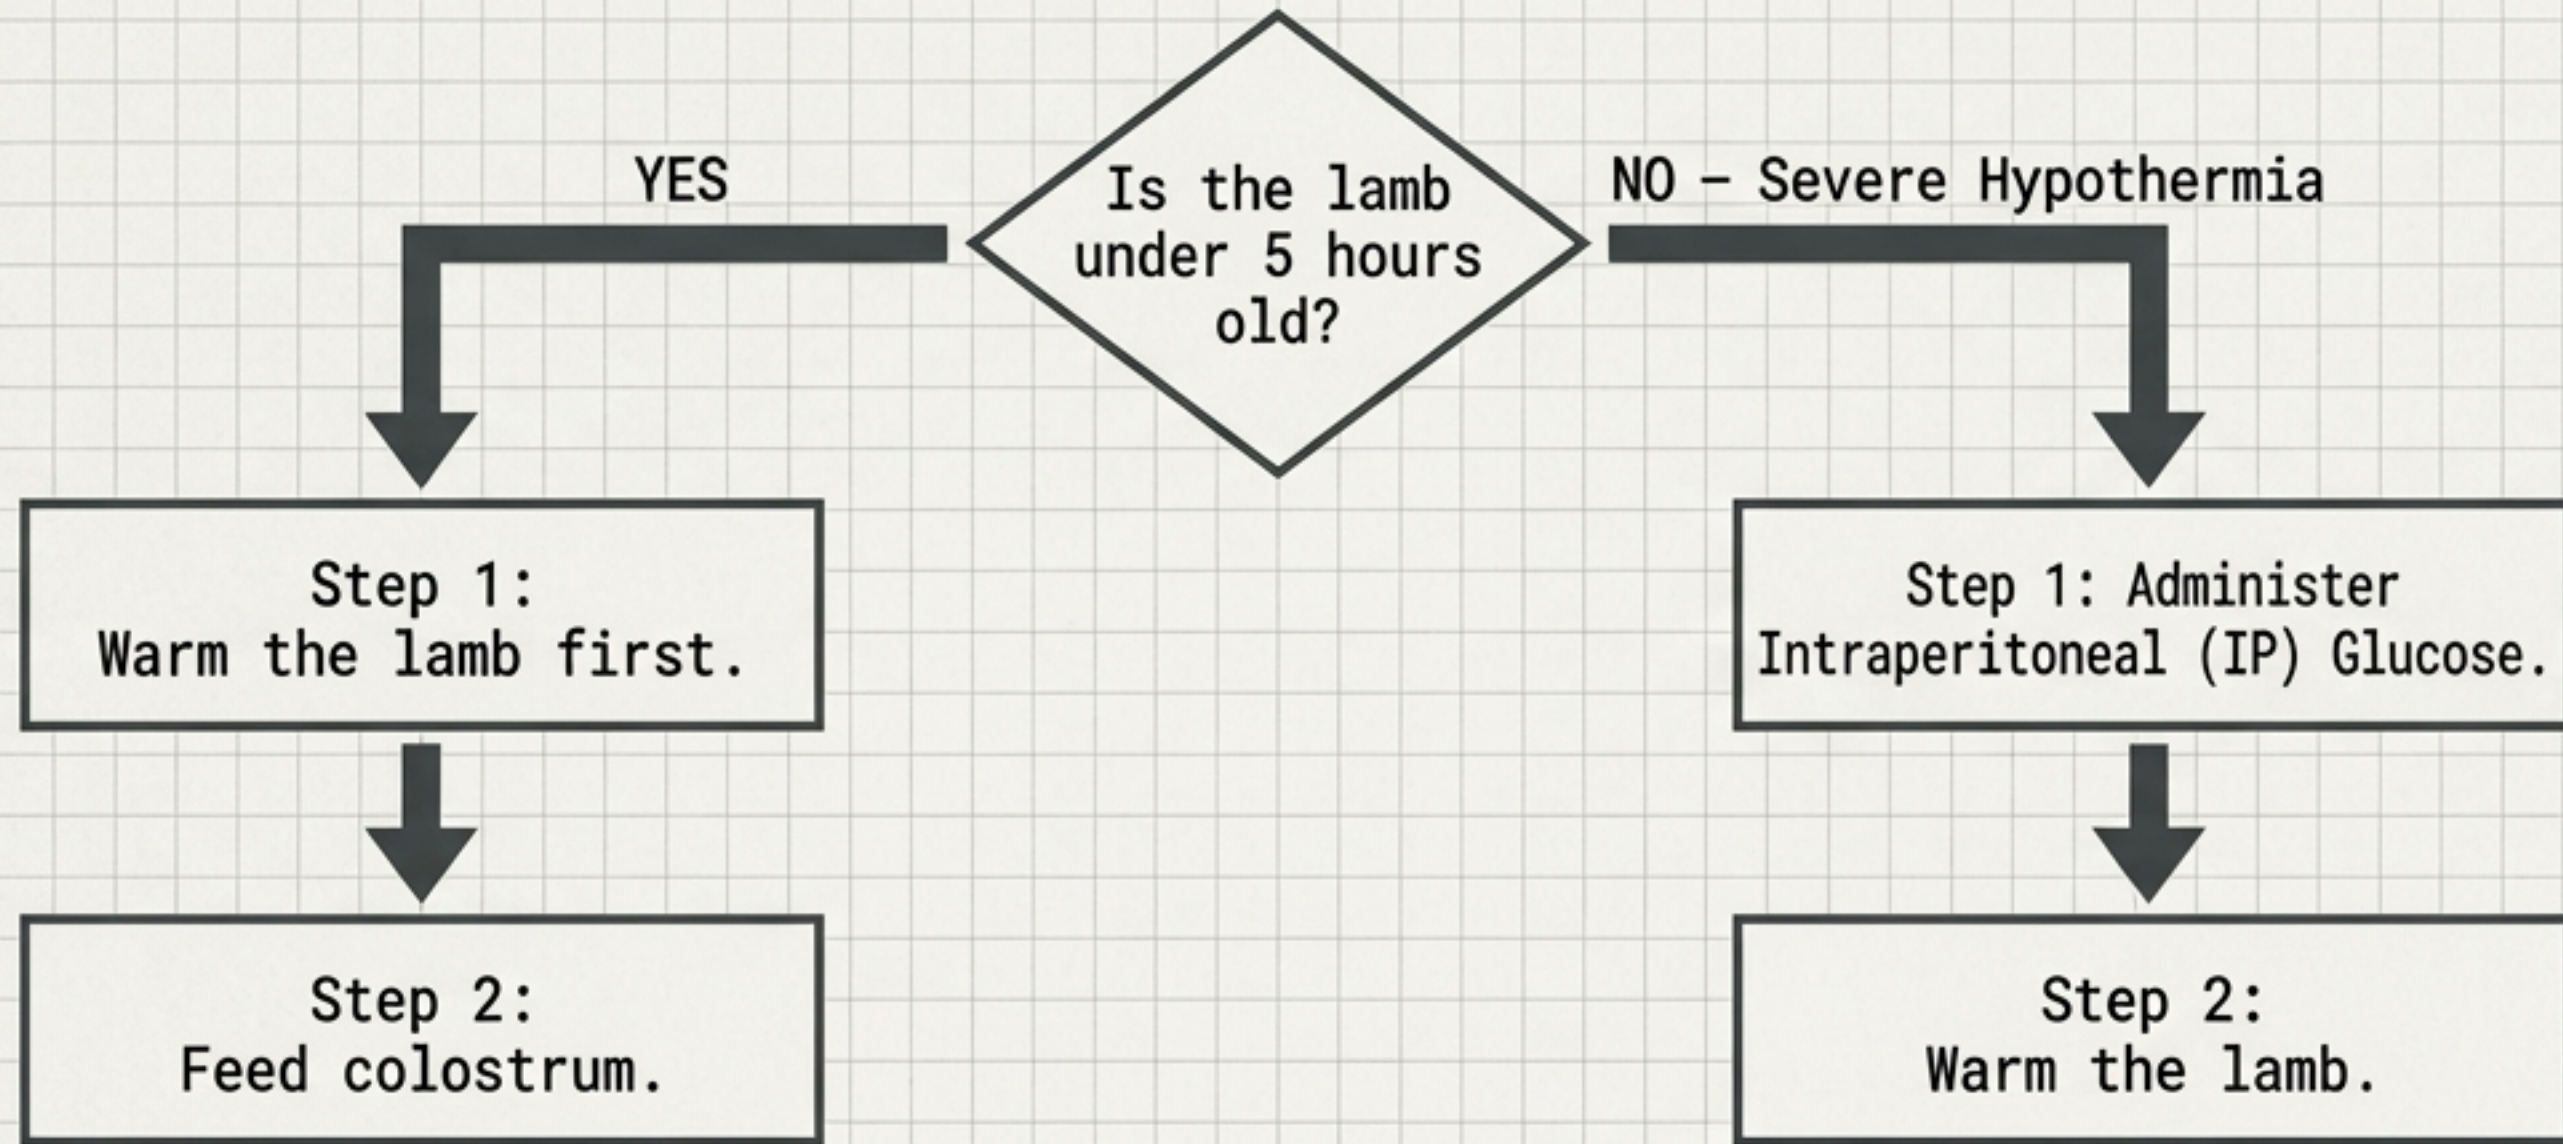 Is the lamb
under 5 hours
old?
YES
NO – Severe Hypothermia
Step 1:
Warm the lamb first.
Step 2:
Feed colostrum.
Step 1: Administer
Intraperitoneal (IP) Glucose.
Step 2:
Warm the lamb.